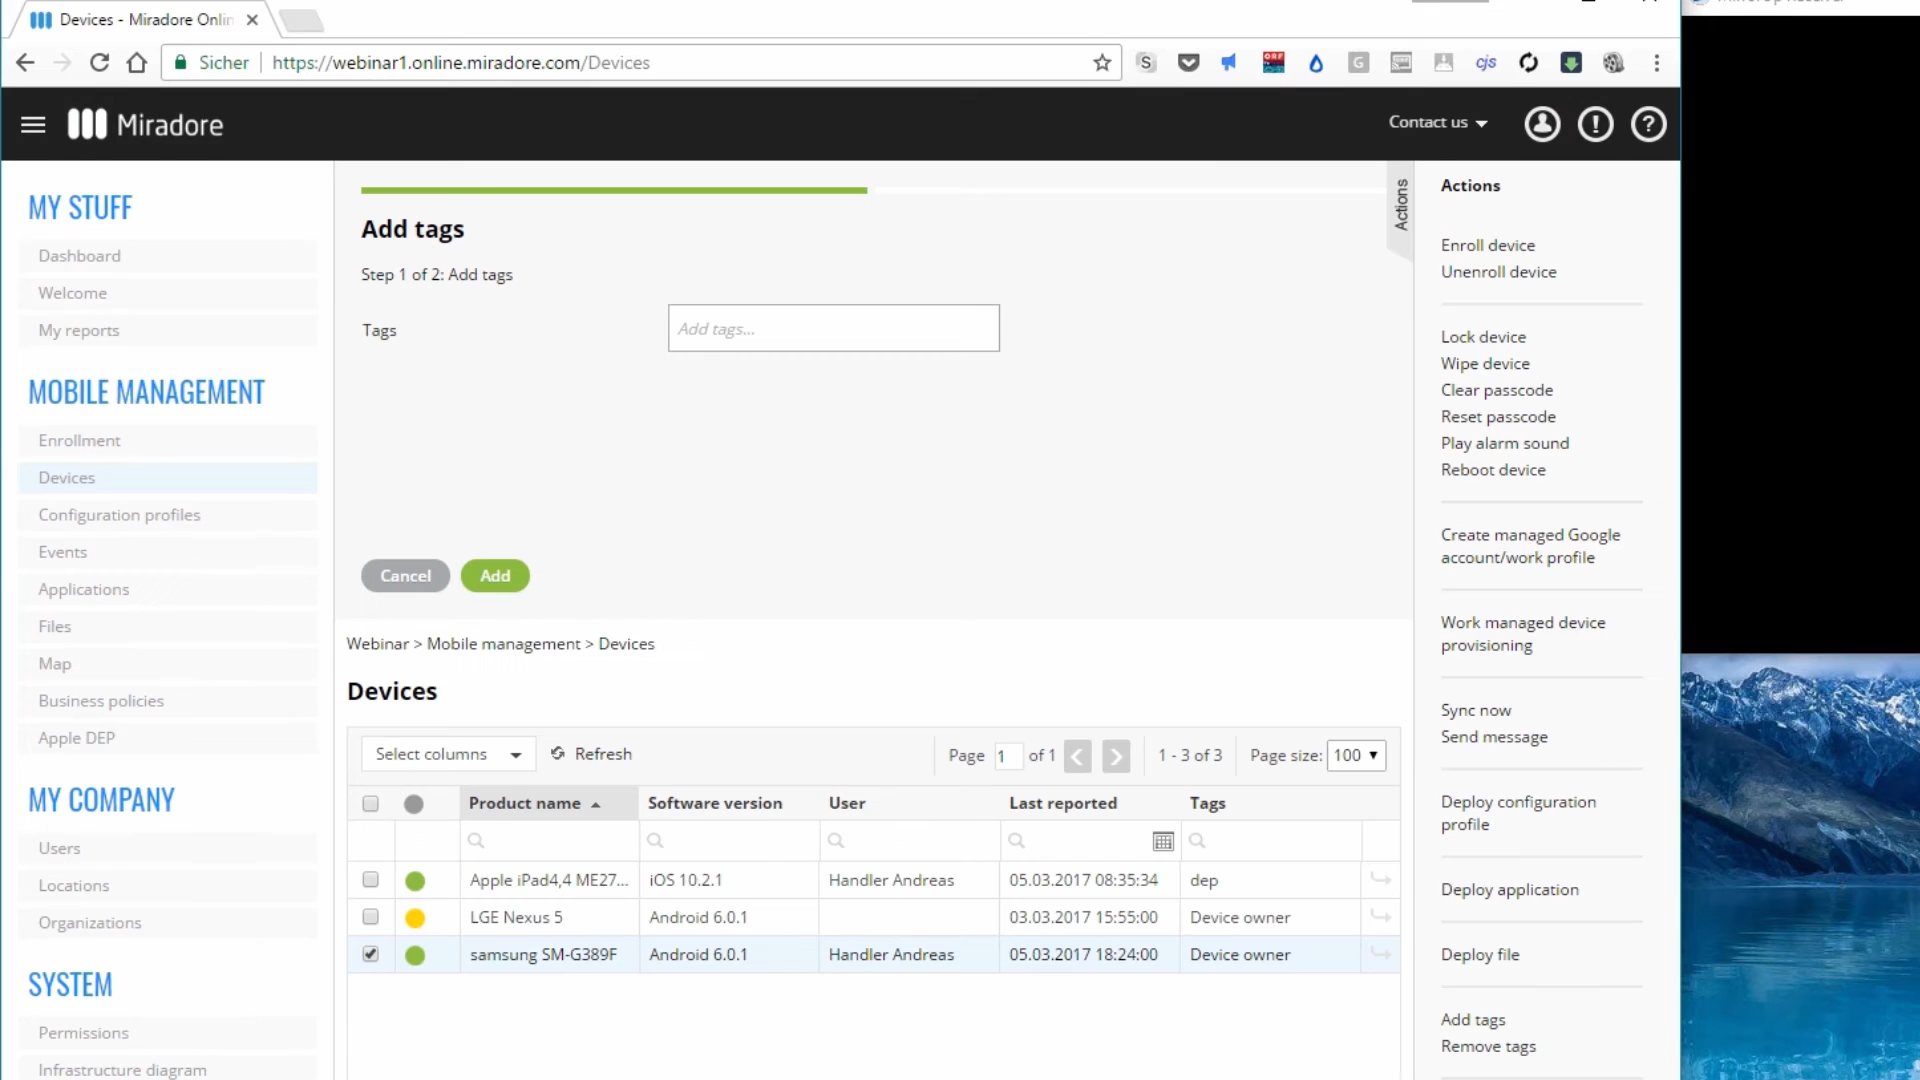 Devices - Miradore Onlin
Sicher
https://webinar1.online.miradore.com/Devices
S
ORF
G
cjs
Miradore
Contact us
MY STUFF
Dashboard
Welcome
My reports
MOBILE MANAGEMENT
Enrollment
Devices
Configuration profiles
Events
Applications
Files
Map
Business policies
Apple DEP
MY COMPANY
Users
Locations
Organizations
SYSTEM
Permissions
Infrastructure diagram
Add tags
Step 1 of 2: Add tags
Tags
Add tags...
Cancel
Add
Webinar > Mobile management > Devices
Devices
Select columns
Refresh
Page 1 of 1
1 - 3 of 3
Page size: 100
Product name Software version User Last reported Tags
Apple iPad4,4 ME27... iOS 10.2.1 Handler Andreas 05.03.2017 08:35:34 dep
LGE Nexus 5 Android 6.0.1 03.03.2017 15:55:00 Device owner
samsung SM-G389F Android 6.0.1 Handler Andreas 05.03.2017 18:24:00 Device owner
Actions
Actions
Enroll device
Unenroll device
Lock device
Wipe device
Clear passcode
Reset passcode
Play alarm sound
Reboot device
Create managed Google
account/work profile
Work managed device
provisioning
Sync now
Send message
Deploy configuration
profile
Deploy application
Deploy file
Add tags
Remove tags